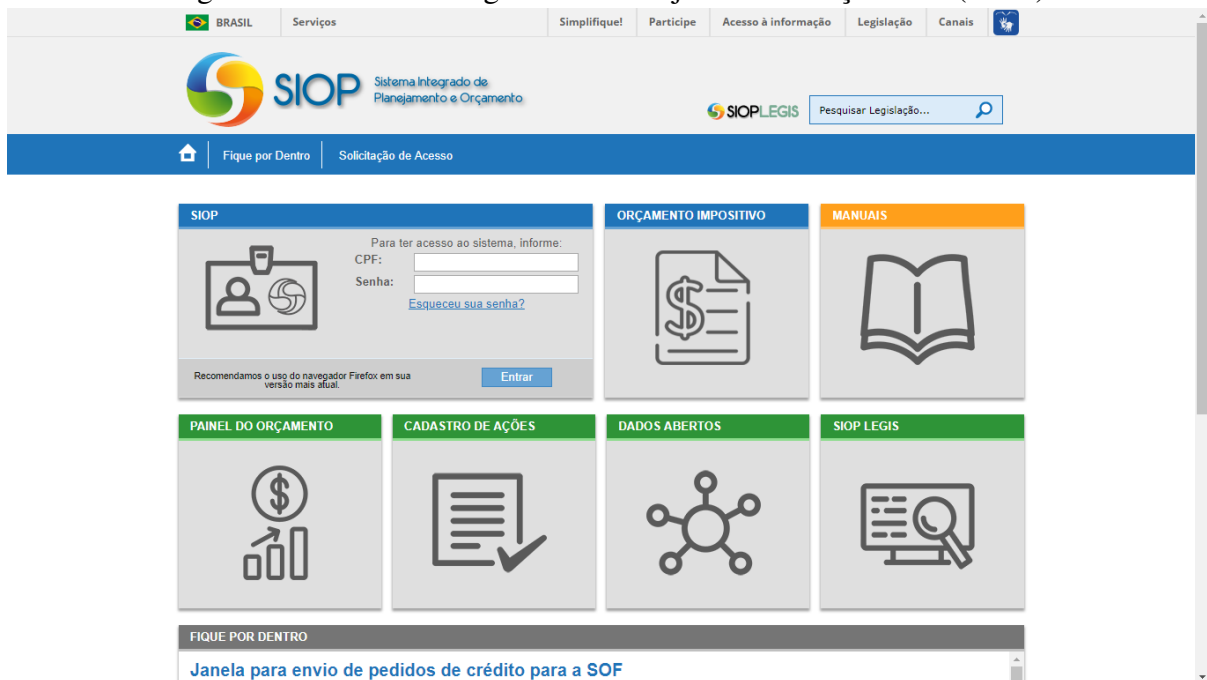 BRASIL Serviços Simplifique! Participe Acesso à informação Legislação Canais
SIOP Sistema Integrado de
Planejamento e Orçamento
SIOPLEGIS Pesquisar Legislação...
Fique por Dentro Solicitação de Acesso
SIOP ORÇAMENTO IMPOSITIVO MANUAIS
Para ter acesso ao sistema, informe:
CPF:
Senha:
Esqueceu sua senha?
Recomendamos o uso do navegador Firefox em sua
versão mais atual.
Entrar
PAINEL DO ORÇAMENTO CADASTRO DE AÇÕES DADOS ABERTOS SIOP LEGIS
FIQUE POR DENTRO
Janela para envio de pedidos de crédito para a SOF